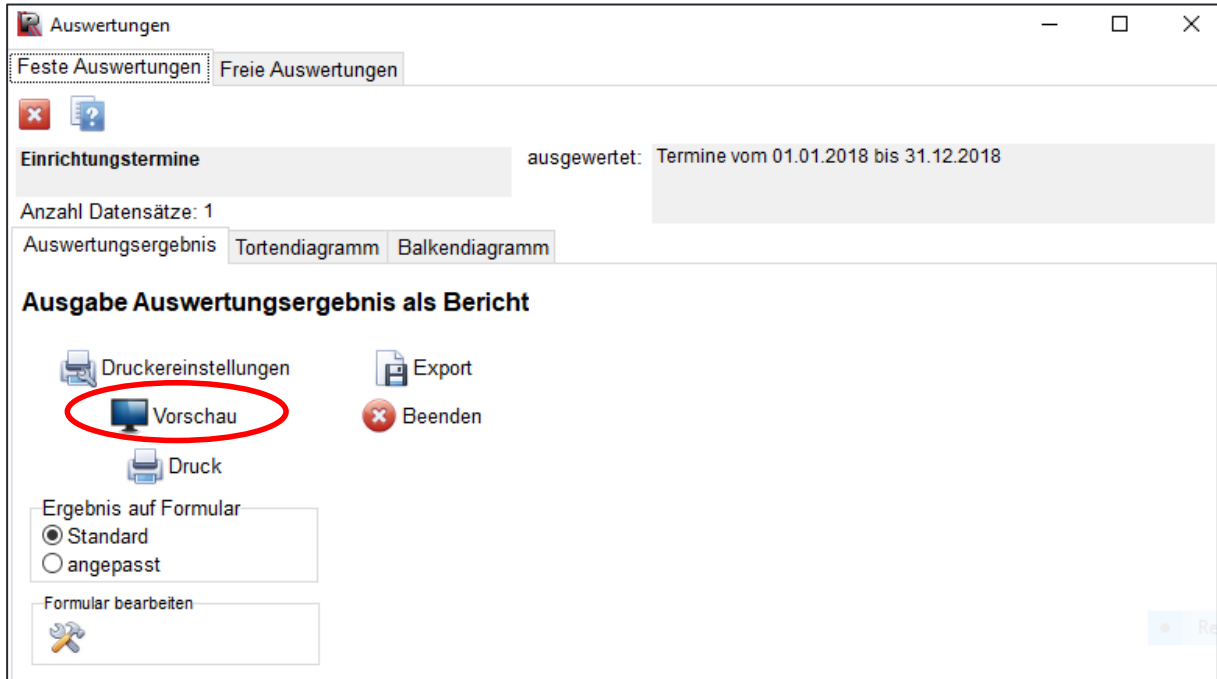 Auswertungen
Feste Auswertungen Freie Auswertungen
Einrichtungstermine ausgewertet: Termine vom 01.01.2018 bis 31.12.2018
Anzahl Datensätze: 1
Auswertungsergebnis Tortendiagramm Balkendiagramm
Ausgabe Auswertungsergebnis als Bericht
Druckereinstellungen Export
Vorschau Beenden
Druck
Ergebnis auf Formular
Standard
angepasst
Formular bearbeiten
Re